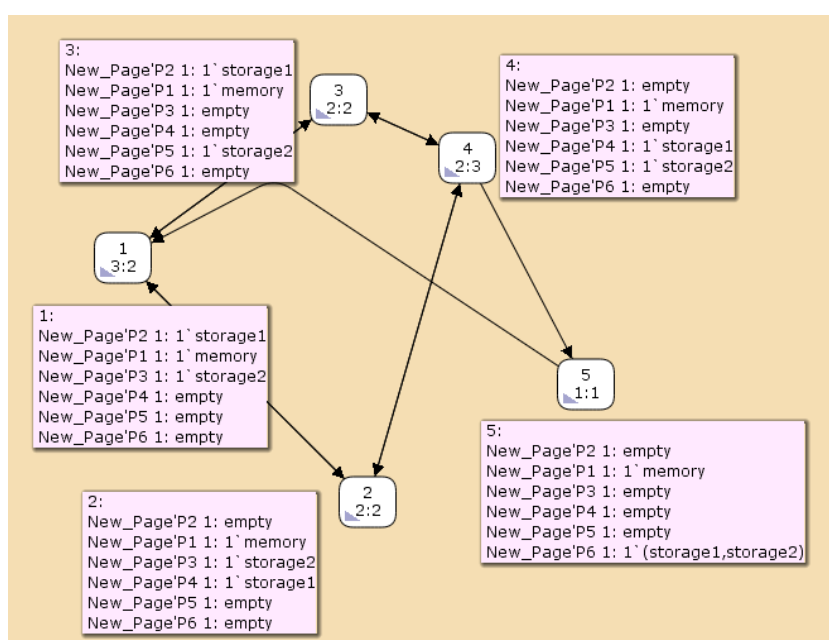 3:
New_Page'P2 1: 1`storage1
New_Page'P1 1: 1`memory
New_Page'P3 1: empty
New_Page'P4 1: empty
New_Page'P5 1: 1`storage2
New_Page'P6 1: empty
3
2:2
4:
New_Page'P2 1: empty
New_Page'P1 1: 1`memory
New_Page'P3 1: empty
New_Page'P4 1: 1`storage1
New_Page'P5 1: 1`storage2
New_Page'P6 1: empty
4
2:3
1
3:2
1:
New_Page'P2 1: 1`storage1
New_Page'P1 1: 1`memory
New_Page'P3 1: 1`storage2
New_Page'P4 1: empty
New_Page'P5 1: empty
New_Page'P6 1: empty
5
1:1
5:
New_Page'P2 1: empty
New_Page'P1 1: 1`memory
New_Page'P3 1: empty
New_Page'P4 1: empty
New_Page'P5 1: empty
New_Page'P6 1: 1`(storage1,storage2)
2
2:2
2:
New_Page'P2 1: empty
New_Page'P1 1: 1`memory
New_Page'P3 1: 1`storage2
New_Page'P4 1: 1`storage1
New_Page'P5 1: empty
New_Page'P6 1: empty